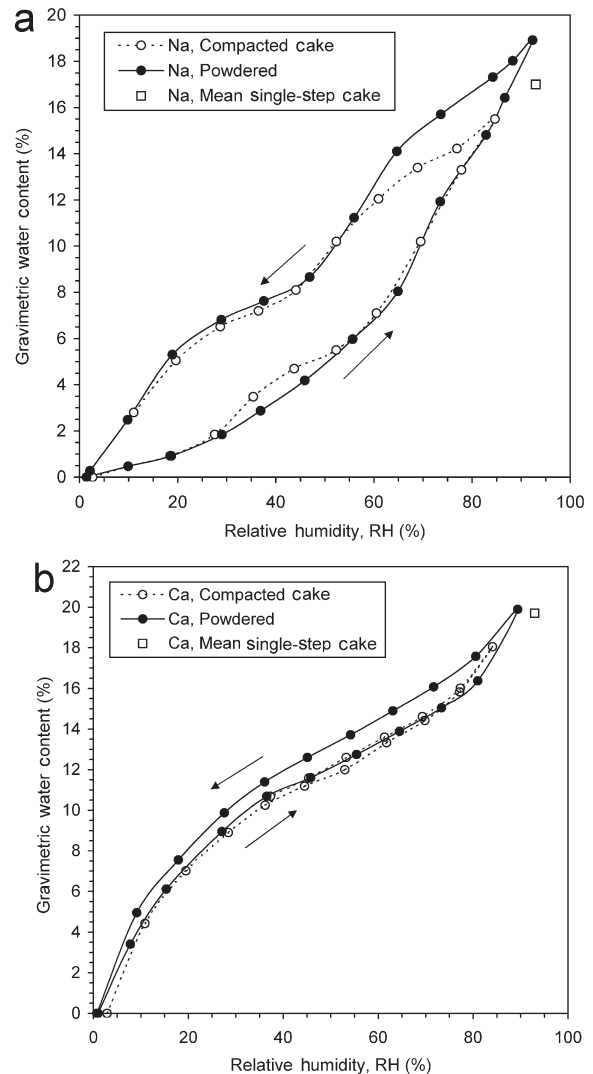 a
20
18
16
14
12
10
8
6
4
2
0
Gravimetric water content (%)
Na, Compacted cake
Na, Powdered
Na, Mean single-step cake
0 20 40 60 80 100
Relative humidity, RH (%)
b
22
20
18
16
14
12
10
8
6
4
2
0
Gravimetric water content (%)
Ca, Compacted cake
Ca, Powdered
Ca, Mean single-step cake
0 20 40 60 80 100
Relative humidity, RH (%)